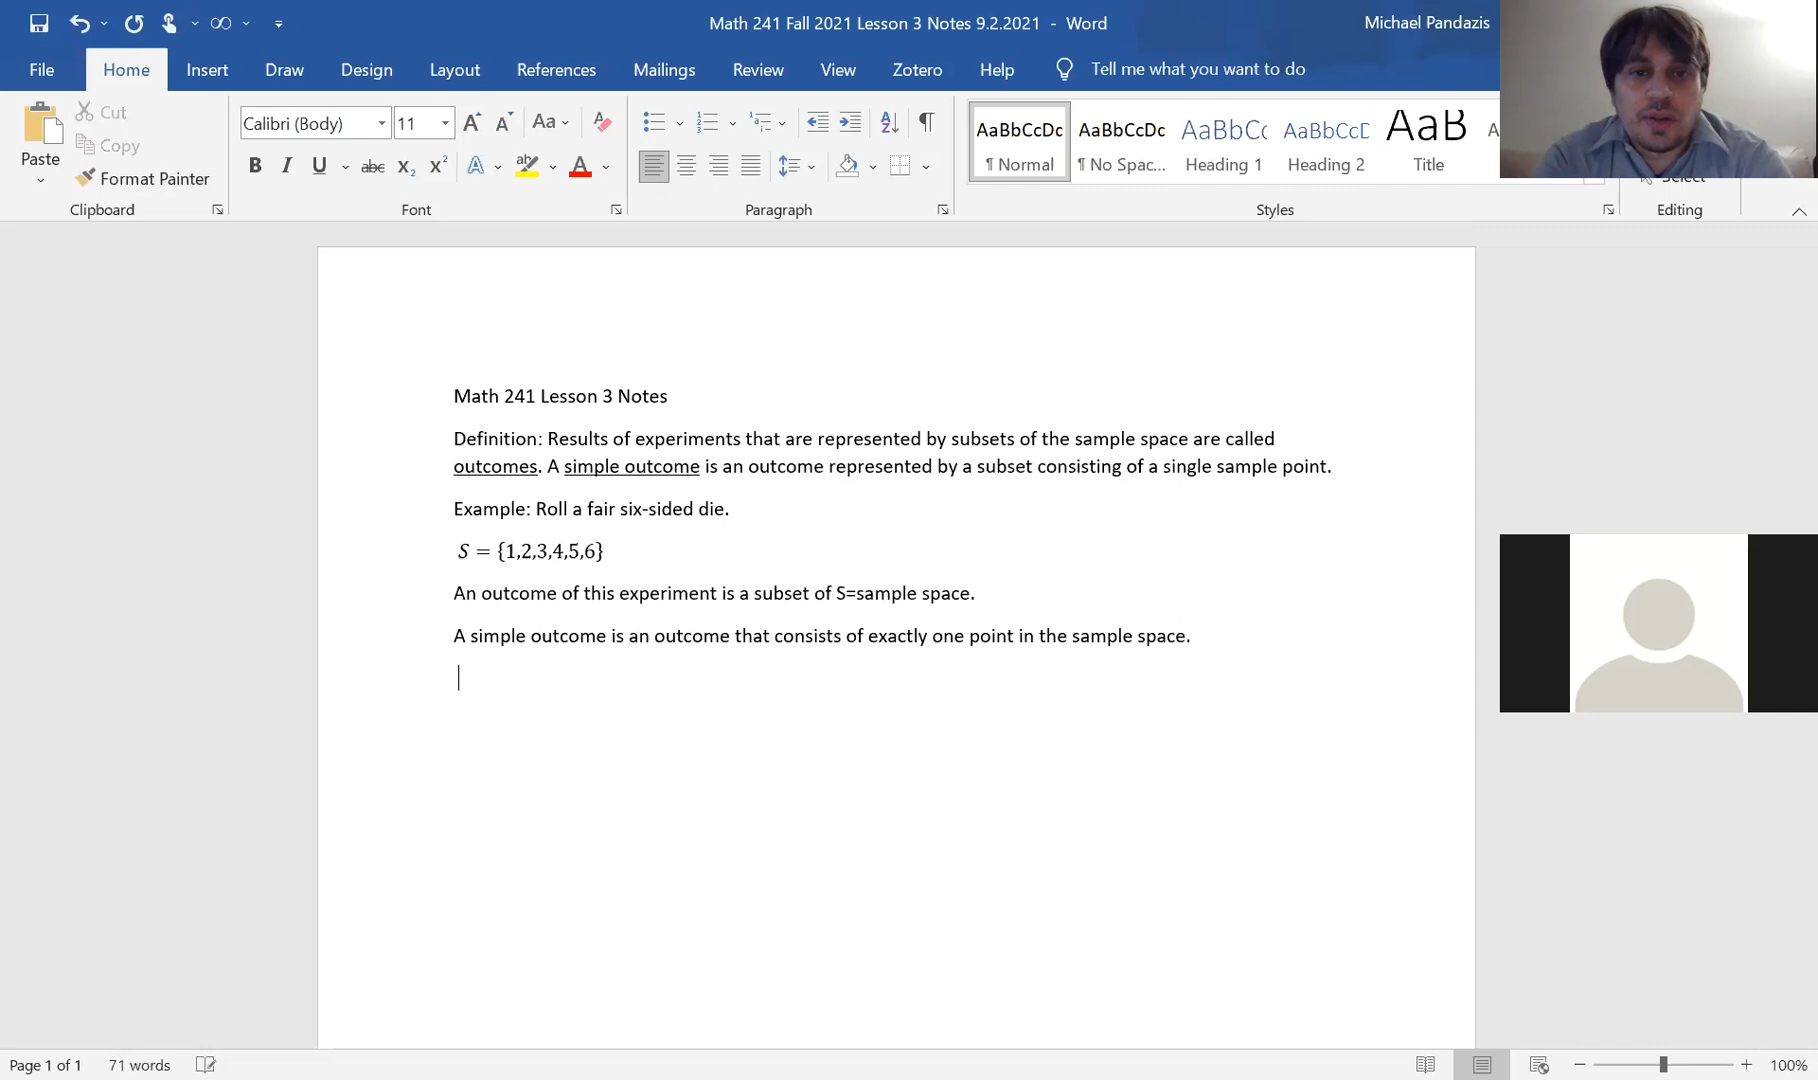 Math 241 Fall 2021 Lesson 3 Notes 9.2.2021 - Word
Michael Pandazis
File Home Insert Draw Design Layout References Mailings Review View Zotero Help Tell me what you want to do
Paste
Cut
Copy
Format Painter
Clipboard
Calibri (Body) 11
Font
Paragraph
AaBbCcDc AaBbCcDc AaBbCc AaBbCcD AaB
¶ Normal ¶ No Spac... Heading 1 Heading 2 Title
Styles
Select
Editing
Math 241 Lesson 3 Notes
Definition: Results of experiments that are represented by subsets of the sample space are called
outcomes. A simple outcome is an outcome represented by a subset consisting of a single sample point.
Example: Roll a fair six-sided die.
S = {1,2,3,4,5,6}
An outcome of this experiment is a subset of S=sample space.
A simple outcome is an outcome that consists of exactly one point in the sample space.
Page 1 of 1 71 words 100%